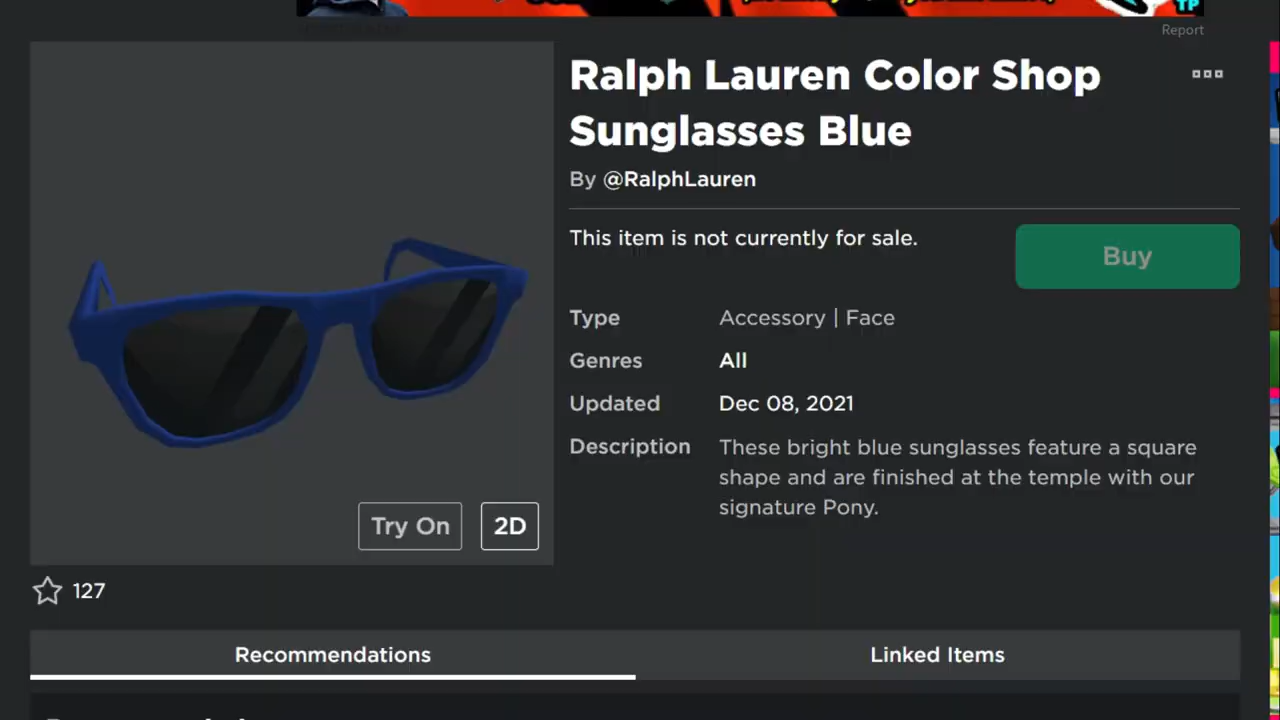 TP
Report
Ralph Lauren Color Shop
Sunglasses Blue
By @RalphLauren
This item is not currently for sale.
Buy
Type Accessory | Face
Genres All
Updated Dec 08, 2021
Description These bright blue sunglasses feature a square
shape and are finished at the temple with our
signature Pony.
Try On 2D
127
Recommendations Linked Items